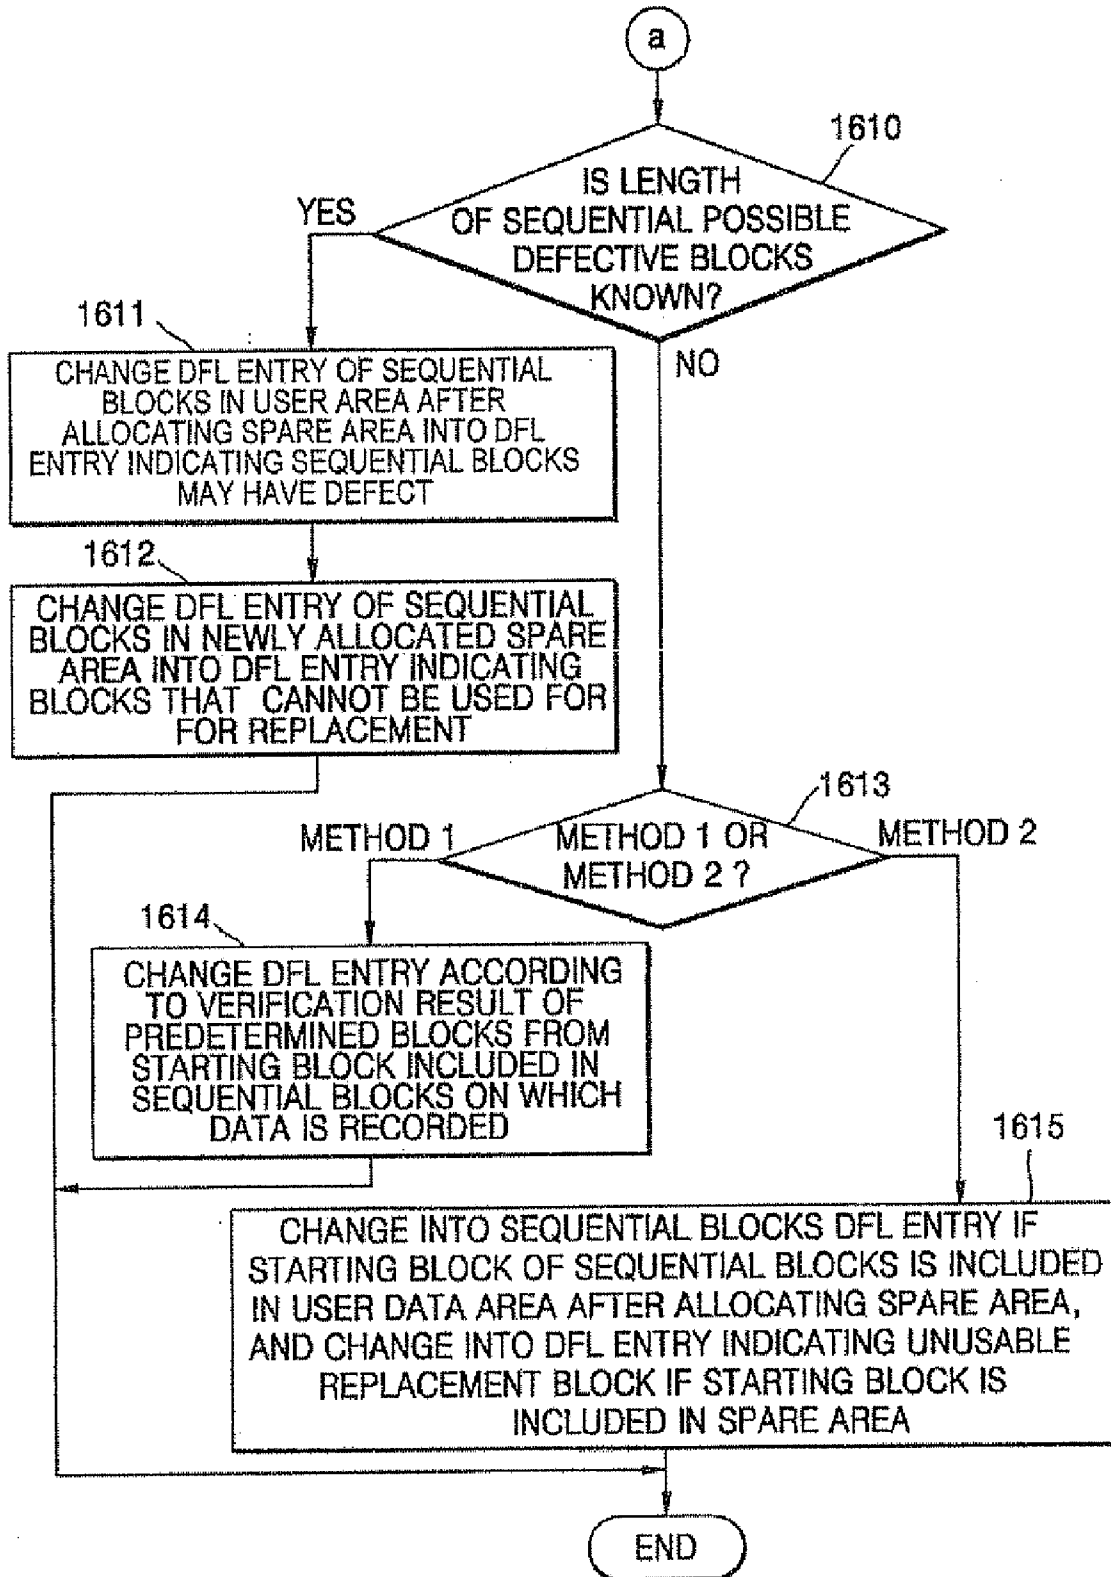 a
1610
IS LENGTH
OF SEQUENTIAL POSSIBLE
DEFECTIVE BLOCKS
KNOWN?
YES
NO
1611
CHANGE DFL ENTRY OF SEQUENTIAL
BLOCKS IN USER AREA AFTER
ALLOCATING SPARE AREA INTO DFL
ENTRY INDICATING SEQUENTIAL BLOCKS
MAY HAVE DEFECT
1612
CHANGE DFL ENTRY OF SEQUENTIAL
BLOCKS IN NEWLY ALLOCATED SPARE
AREA INTO DFL ENTRY INDICATING
BLOCKS THAT CANNOT BE USED FOR
FOR REPLACEMENT
1613
METHOD 1
METHOD 1 OR
METHOD 2 ?
METHOD 2
1614
CHANGE DFL ENTRY ACCORDING
TO VERIFICATION RESULT OF
PREDETERMINED BLOCKS FROM
STARTING BLOCK INCLUDED IN
SEQUENTIAL BLOCKS ON WHICH
DATA IS RECORDED
1615
CHANGE INTO SEQUENTIAL BLOCKS DFL ENTRY IF
STARTING BLOCK OF SEQUENTIAL BLOCKS IS INCLUDED
IN USER DATA AREA AFTER ALLOCATING SPARE AREA,
AND CHANGE INTO DFL ENTRY INDICATING UNUSABLE
REPLACEMENT BLOCK IF STARTING BLOCK IS
INCLUDED IN SPARE AREA
END